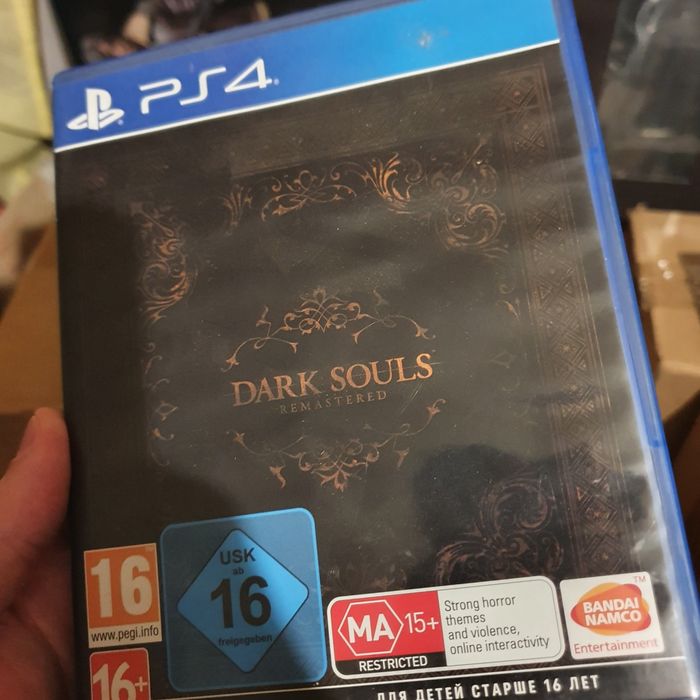 PS4
DARK SOULS
REMASTERED
16
www.pegi.info
USK
ab
16
freigegeben
MA 15+
RESTRICTED
Strong horror
themes
and violence,
online interactivity
BANDAI
NAMCO
Entertainment
TM
16+
ДЛЯ ДЕТЕЙ СТАРШЕ 16 ЛЕТ